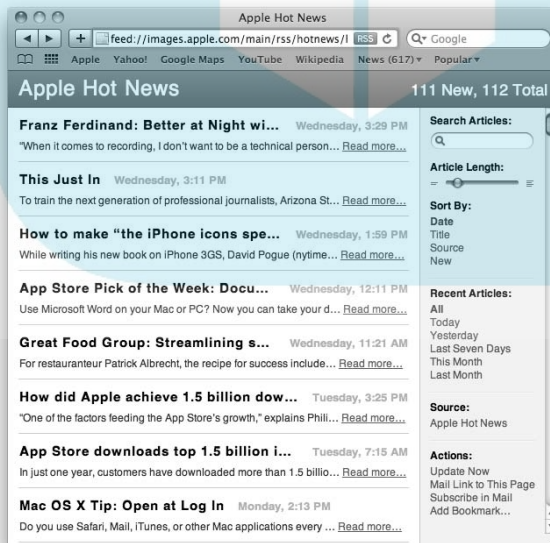 Apple Hot News
feed://images.apple.com/main/rss/hotnews/l RSS Google
Apple Yahoo! Google Maps YouTube Wikipedia News (617) Popular
Apple Hot News 111 New, 112 Total
Franz Ferdinand: Better at Night wi... Wednesday, 3:29 PM
"When it comes to recording, I don't want to be a technical person... Read more...
This Just In Wednesday, 3:11 PM
To train the next generation of professional journalists, Arizona St... Read more...
How to make "the iPhone icons spe... Wednesday, 1:59 PM
While writing his new book on iPhone 3GS, David Pogue (nytime... Read more...
App Store Pick of the Week: Docu... Wednesday, 12:11 PM
Use Microsoft Word on your Mac or PC? Now you can take your d... Read more...
Great Food Group: Streamlining s... Wednesday, 11:21 AM
For restauranteur Patrick Albrecht, the recipe for success include... Read more...
How did Apple achieve 1.5 billion dow... Tuesday, 3:25 PM
"One of the factors feeding the App Store's growth," explains Phili... Read more...
App Store downloads top 1.5 billion i... Tuesday, 7:15 AM
In just one year, customers have downloaded more than 1.5 billio... Read more...
Mac OS X Tip: Open at Log In Monday, 2:13 PM
Do you use Safari, Mail, iTunes, or other Mac applications every ... Read more...
Search Articles:
Article Length:
Sort By:
Date
Title
Source
New
Recent Articles:
All
Today
Yesterday
Last Seven Days
This Month
Last Month
Source:
Apple Hot News
Actions:
Update Now
Mail Link to This Page
Subscribe in Mail
Add Bookmark...